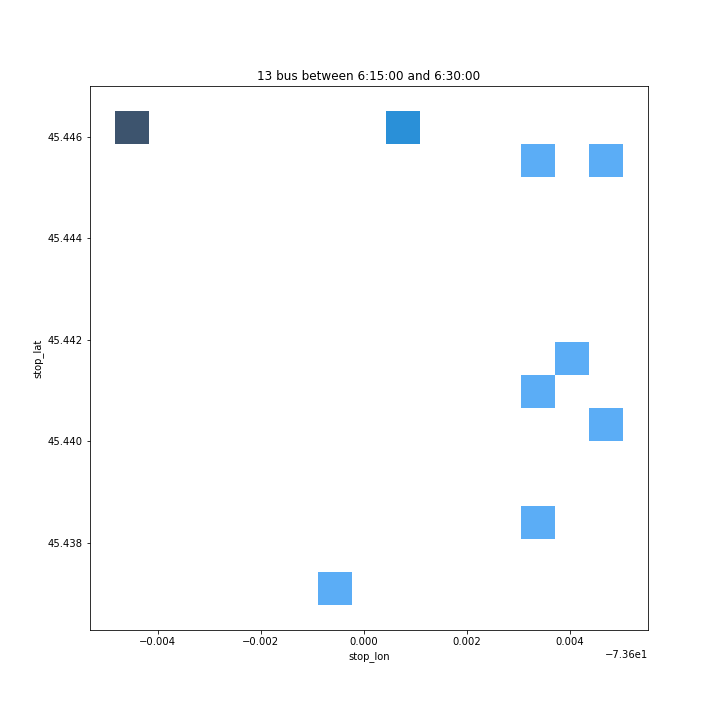 13 bus between 6:15:00 and 6:30:00
45.446
45.444
45.442
45.440
45.438
stop_lat
−0.004 −0.002 0.000 0.002 0.004
stop_lon
−7.36e1